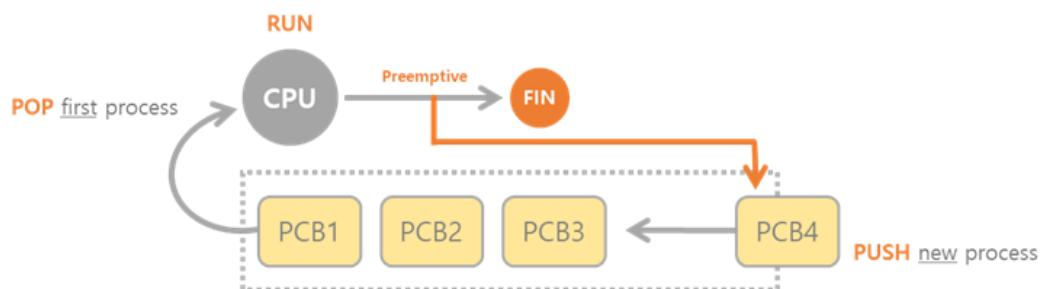 RUN
Preemptive
CPU
FIN
POP first process
PCB1
PCB2
PCB3
PCB4
PUSH new process